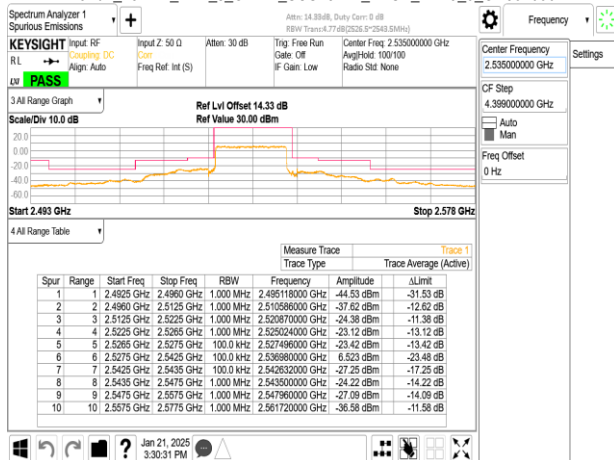 Spectrum Analyzer 1
Spurious Emissions
Attn: 14.83dB, Duty Corr: 0 dB
RBW Trans:4.77dB(2526.5~2543.5MHz)
Frequency
KEYSIGHT
Input: RF
Coupling: DC
Align: Auto
Input Z: 50 Ω
Corr
Freq Ref: Int (S)
Atten: 30 dB
Trig: Free Run
Gate: Off
IF Gain: Low
Center Freq: 2.535000000 GHz
Avg|Hold: 100/100
Radio Std: None
RL
LXI
PASS
Center Frequency
2.535000000 GHz
Settings
CF Step
4.399000000 GHz
Auto
Man
Freq Offset
0 Hz
3 All Range Graph
Scale/Div 10.0 dB
Ref Lvl Offset 14.33 dB
Ref Value 30.00 dBm
20.0
0.00
-20.0
-40.0
-60.0
Start 2.493 GHz
Stop 2.578 GHz
4 All Range Table
Measure Trace Trace 1
Trace Type Trace Average (Active)
Spur Range Start Freq Stop Freq RBW Frequency Amplitude ΔLimit
1 1 2.4925 GHz 2.4960 GHz 1.000 MHz 2.495118000 GHz -44.53 dBm -31.53 dB
2 2 2.4960 GHz 2.5125 GHz 1.000 MHz 2.510586000 GHz -37.62 dBm -12.62 dB
3 3 2.5125 GHz 2.5225 GHz 1.000 MHz 2.520870000 GHz -24.38 dBm -11.38 dB
4 4 2.5225 GHz 2.5265 GHz 1.000 MHz 2.525024000 GHz -23.12 dBm -13.12 dB
5 5 2.5265 GHz 2.5275 GHz 100.0 kHz 2.527496000 GHz -23.42 dBm -13.42 dB
6 6 2.5275 GHz 2.5425 GHz 100.0 kHz 2.536980000 GHz 6.523 dBm -23.48 dB
7 7 2.5425 GHz 2.5435 GHz 100.0 kHz 2.542632000 GHz -27.25 dBm -17.25 dB
8 8 2.5435 GHz 2.5475 GHz 1.000 MHz 2.543500000 GHz -24.22 dBm -14.22 dB
9 9 2.5475 GHz 2.5575 GHz 1.000 MHz 2.547960000 GHz -27.09 dBm -14.09 dB
10 10 2.5575 GHz 2.5775 GHz 1.000 MHz 2.561720000 GHz -36.58 dBm -11.58 dB
?
Jan 21, 2025
3:30:31 PM